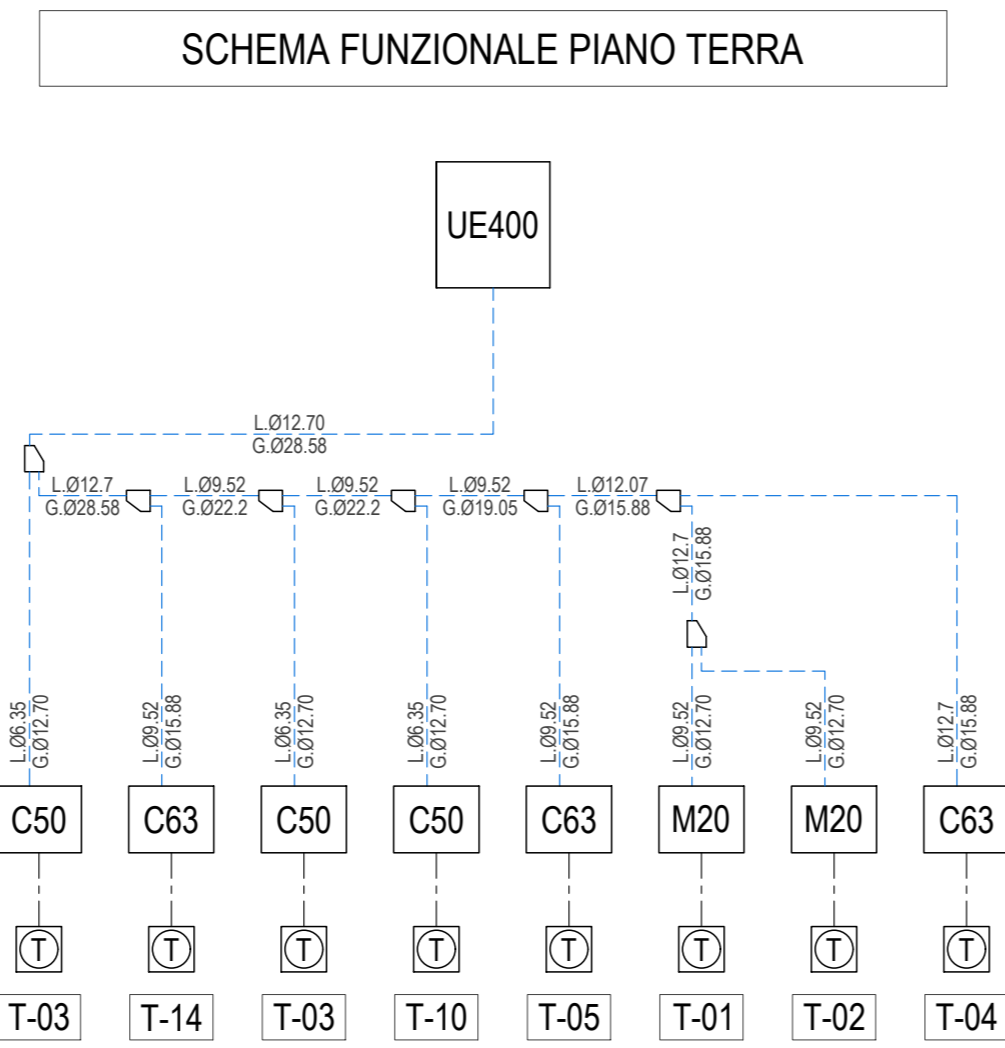 SCHEMA FUNZIONALE PIANO TERRA
UE400
L.Ø12.70
G.Ø28.58
L.Ø12.7
G.Ø28.58
L.Ø9.52
G.Ø22.2
L.Ø9.52
G.Ø22.2
L.Ø9.52
G.Ø19.05
L.Ø12.07
G.Ø15.88
L.Ø12.7
G.Ø15.88
L.Ø6.35
G.Ø12.70
L.Ø9.52
G.Ø15.88
L.Ø6.35
G.Ø12.70
L.Ø6.35
G.Ø12.70
L.Ø9.52
G.Ø15.88
L.Ø9.52
G.Ø12.70
L.Ø9.52
G.Ø12.70
L.Ø12.7
G.Ø15.88
C50 C63 C50 C50 C63 M20 M20 C63
T T T T T T T T
T-03 T-14 T-03 T-10 T-05 T-01 T-02 T-04